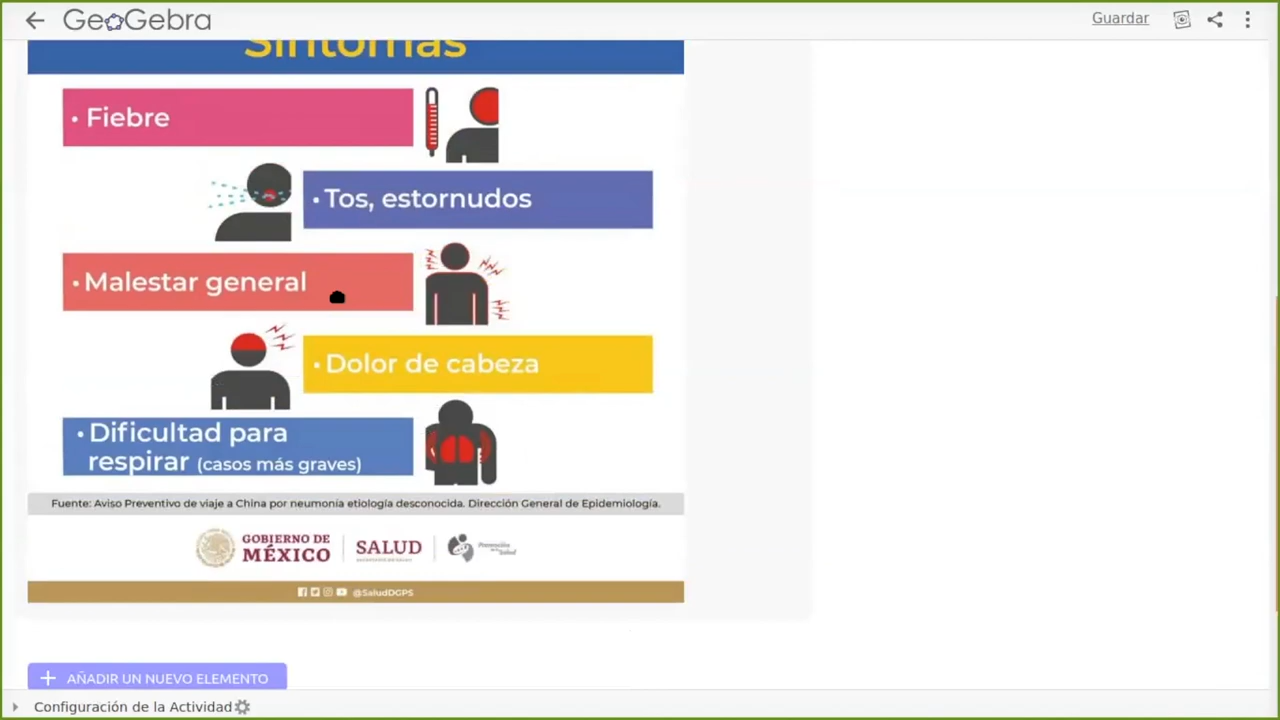 GeoGebra
Guardar
Síntomas
• Fiebre
• Tos, estornudos
• Malestar general
• Dolor de cabeza
• Dificultad para
respirar (casos más graves)
Fuente: Aviso Preventivo de viaje a China por neumonía etiología desconocida. Dirección General de Epidemiología.
GOBIERNO DE
MÉXICO
SALUD
@SaludDGPS
AÑADIR UN NUEVO ELEMENTO
Configuración de la Actividad